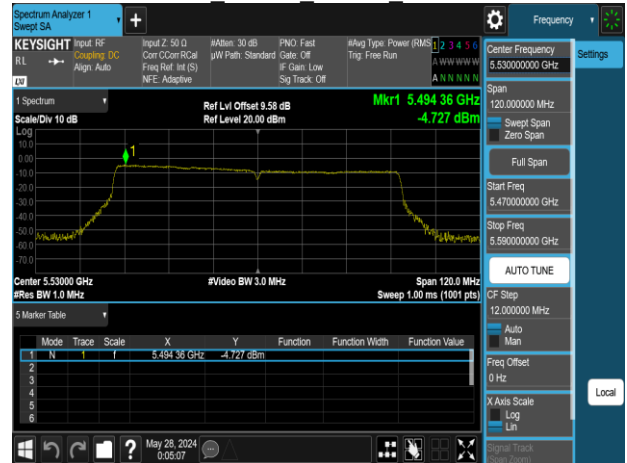 Spectrum Analyzer 1
Swept SA
+
Frequency
KEYSIGHT
RL
LXI
Input: RF
Coupling: DC
Align: Auto
Input Z: 50 Ω
Corr CCorr RCal
Freq Ref: Int (S)
NFE: Adaptive
#Atten: 30 dB
µW Path: Standard
PNO: Fast
Gate: Off
IF Gain: Low
Sig Track: Off
#Avg Type: Power (RMS
Trig: Free Run
1 2 3 4 5 6
A W W W W W
A N N N N N
1 Spectrum
Scale/Div 10 dB
Ref Lvl Offset 9.58 dB
Ref Level 20.00 dBm
Mkr1 5.494 36 GHz
-4.727 dBm
Log
10.0
0.00
-10.0
-20.0
-30.0
-40.0
-50.0
-60.0
-70.0
1
Center 5.53000 GHz
#Res BW 1.0 MHz
#Video BW 3.0 MHz
Span 120.0 MHz
Sweep 1.00 ms (1001 pts)
5 Marker Table
Mode Trace Scale X Y Function Function Width Function Value
1 N 1 f 5.494 36 GHz -4.727 dBm
2
3
4
5
6
May 28, 2024
0:05:07
?
Center Frequency
5.530000000 GHz
Span
120.000000 MHz
Swept Span
Zero Span
Full Span
Start Freq
5.470000000 GHz
Stop Freq
5.590000000 GHz
AUTO TUNE
CF Step
12.000000 MHz
Auto
Man
Freq Offset
0 Hz
X Axis Scale
Log
Lin
Signal Track
(Span Zoom)
Settings
Local